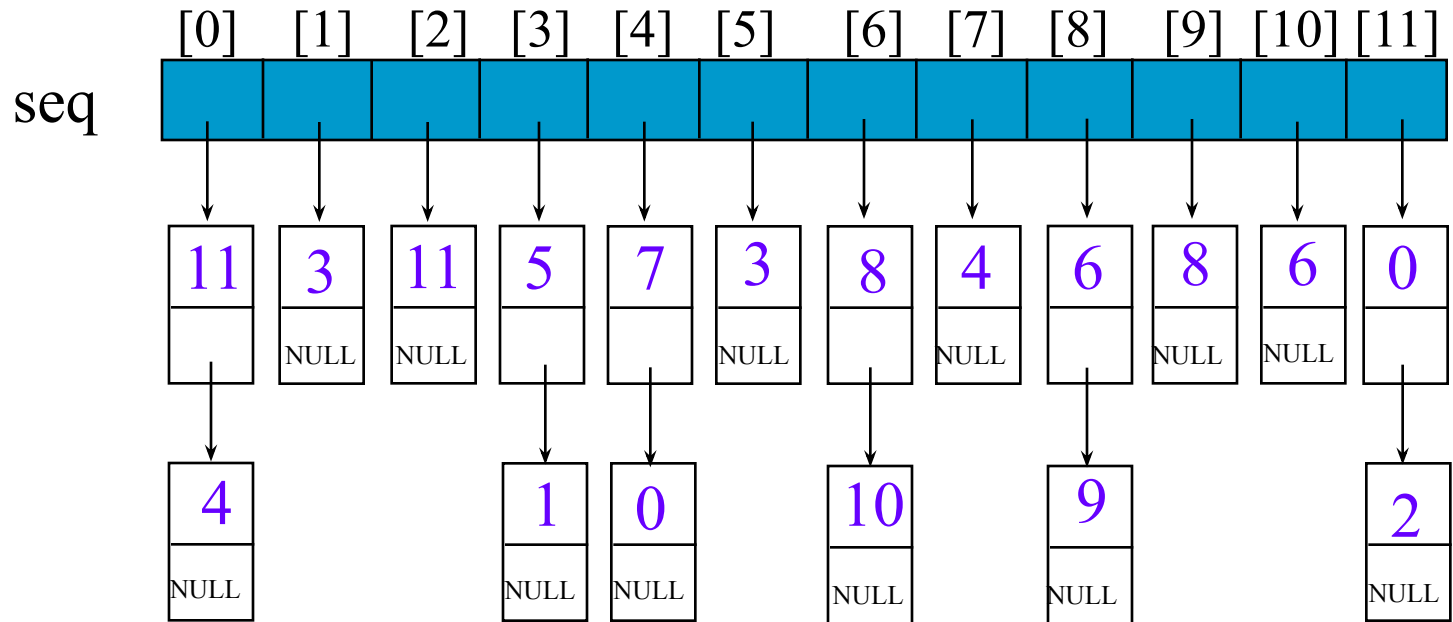 [0] [1] [2] [3] [4] [5] [6] [7] [8] [9] [10] [11]
seq
11 3 11 5 7 3 8 4 6 8 6 0
NULL NULL NULL NULL NULL NULL
4 1 0 10 9 2
NULL NULL NULL NULL NULL NULL